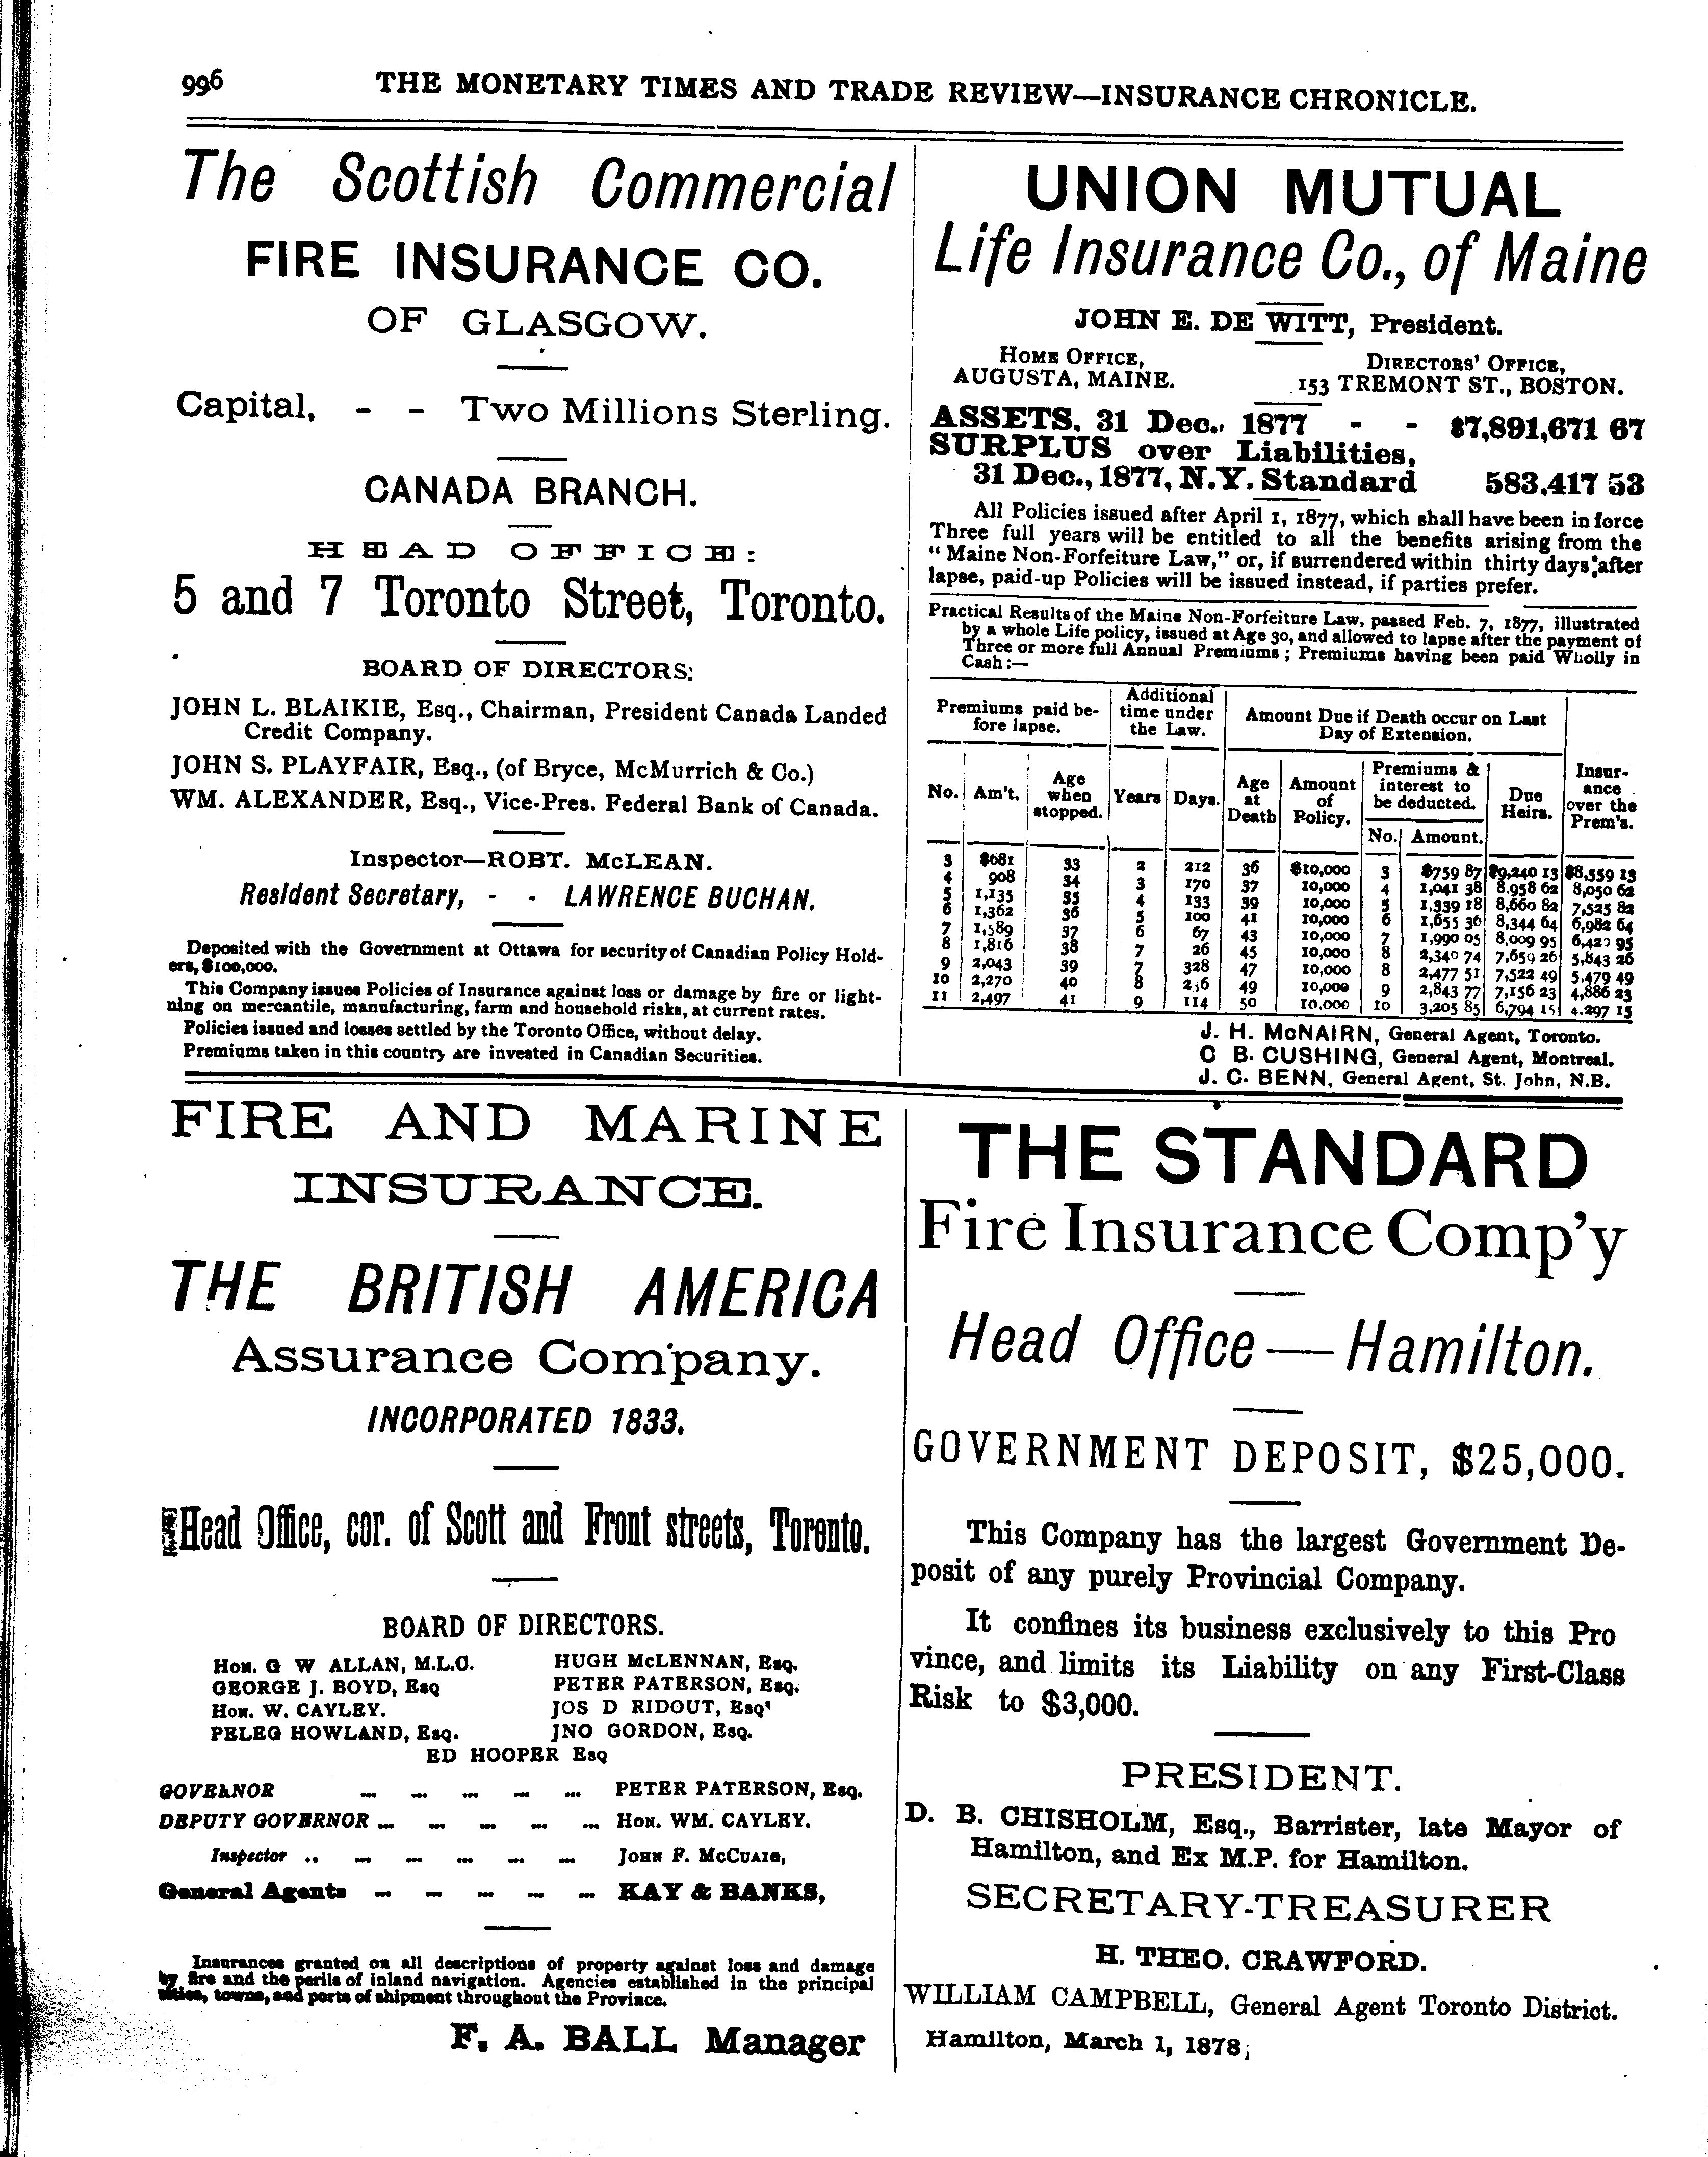 996 THE MONETARY TIMES AND TRADE REVIEW—INSURANCE CHRONICLE.
The Scottish Commercial
FIRE INSURANCE CO.
OF GLASGOW.
Capital, - - Two Millions Sterling.
CANADA BRANCH.
HEAD OFFICE:
5 and 7 Toronto Street, Toronto.
BOARD OF DIRECTORS:
JOHN L. BLAIKIE, Esq., Chairman, President Canada Landed
Credit Company.
JOHN S. PLAYFAIR, Esq., (of Bryce, McMurrich & Co.)
WM. ALEXANDER, Esq., Vice-Pres. Federal Bank of Canada.
Inspector—ROBT. McLEAN.
Resident Secretary, - - LAWRENCE BUCHAN.
Deposited with the Government at Ottawa for security of Canadian Policy Hold-
ers, $100,000.
This Company issues Policies of Insurance against loss or damage by fire or light-
ning on mercantile, manufacturing, farm and household risks, at current rates.
Policies issued and losses settled by the Toronto Office, without delay.
Premiums taken in this country are invested in Canadian Securities.
UNION MUTUAL
Life Insurance Co., of Maine
JOHN E. DE WITT, President.
HOME OFFICE, DIRECTORS' OFFICE,
AUGUSTA, MAINE. 153 TREMONT ST., BOSTON.
ASSETS, 31 Dec., 1877 - - $7,891,671 67
SURPLUS over Liabilities,
31 Dec., 1877, N.Y. Standard 583,417 53
All Policies issued after April 1, 1877, which shall have been in force
Three full years will be entitled to all the benefits arising from the
"Maine Non-Forfeiture Law," or, if surrendered within thirty days after
lapse, paid-up Policies will be issued instead, if parties prefer.
Practical Results of the Maine Non-Forfeiture Law, passed Feb. 7, 1877, illustrated
by a whole Life policy, issued at Age 30, and allowed to lapse after the payment of
Three or more full Annual Premiums; Premiums having been paid Wholly in
Cash:—
Premiums paid be-
fore lapse.
Additional
time under
the Law.
Amount Due if Death occur on Last
Day of Extension.
No. Am't. Age when stopped. Years Days. Age at Death Amount of Policy. Premiums & interest to be deducted. No. Amount. Due Heirs. Insur-ance over the Prem's.
3 $681 33 2 212 36 $10,000 3 $759 87 $9,240 13 $8,559 13
4 908 34 3 170 37 10,000 4 1,041 38 8,958 62 8,050 62
5 1,135 35 4 133 39 10,000 5 1,339 18 8,660 82 7,525 82
6 1,362 36 5 100 41 10,000 6 1,655 36 8,344 64 6,982 64
7 1,589 37 6 67 43 10,000 7 1,990 05 8,009 95 6,420 95
8 1,816 38 7 26 45 10,000 8 2,340 74 7,659 26 5,843 26
9 2,043 39 7 328 47 10,000 8 2,477 51 7,522 49 5,479 49
10 2,270 40 8 236 49 10,000 9 2,843 77 7,156 23 4,886 23
11 2,497 41 9 114 50 10,000 10 3,205 85 6,794 15 4,297 15
J. H. McNAIRN, General Agent, Toronto.
C B. CUSHING, General Agent, Montreal.
J. C. BENN, General Agent, St. John, N.B.
FIRE AND MARINE
INSURANCE.
THE BRITISH AMERICA
Assurance Company.
INCORPORATED 1833.
Head Office, cor. of Scott and Front streets, Toronto.
BOARD OF DIRECTORS.
HON. G W ALLAN, M.L.C. HUGH McLENNAN, ESQ.
GEORGE J. BOYD, ESQ PETER PATERSON, ESQ.
HON. W. CAYLEY. JOS D RIDOUT, ESQ'
PELEG HOWLAND, ESQ. JNO GORDON, ESQ.
ED HOOPER ESQ
GOVERNOR ... ... ... ... ... PETER PATERSON, ESQ.
DEPUTY GOVERNOR ... ... ... ... ... HON. WM. CAYLEY.
Inspector .. ... ... ... ... ... JOHN F. McCUAIG,
General Agents ... ... ... ... ... KAY & BANKS,
Insurances granted on all descriptions of property against loss and damage
by fire and the perils of inland navigation. Agencies established in the principal
cities, towns, and ports of shipment throughout the Province.
F. A. BALL Manager
THE STANDARD
Fire Insurance Comp'y
Head Office—Hamilton.
GOVERNMENT DEPOSIT, $25,000.
This Company has the largest Government De-
posit of any purely Provincial Company.
It confines its business exclusively to this Pro
vince, and limits its Liability on any First-Class
Risk to $3,000.
PRESIDENT.
D. B. CHISHOLM, Esq., Barrister, late Mayor of
Hamilton, and Ex M.P. for Hamilton.
SECRETARY-TREASURER
H. THEO. CRAWFORD.
WILLIAM CAMPBELL, General Agent Toronto District.
Hamilton, March 1, 1878;